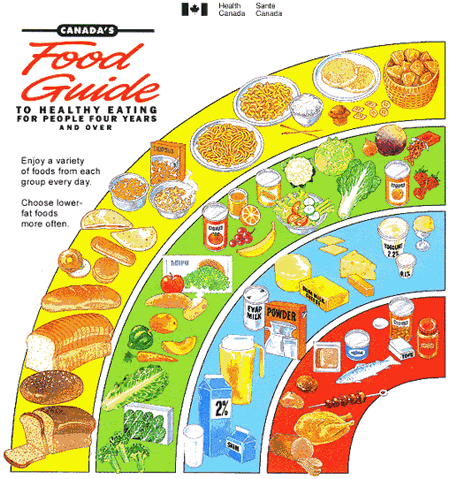 Health
Canada
Santé
Canada
CANADA'S
Food
Guide
TO HEALTHY EATING
FOR PEOPLE FOUR YEARS
AND OVER
Enjoy a variety
of foods from each
group every day.
Choose lower-
fat foods
more often.
YOGOURT
2.2%
EVAP
MILK
POWDER
2%
SKIM
TOFU